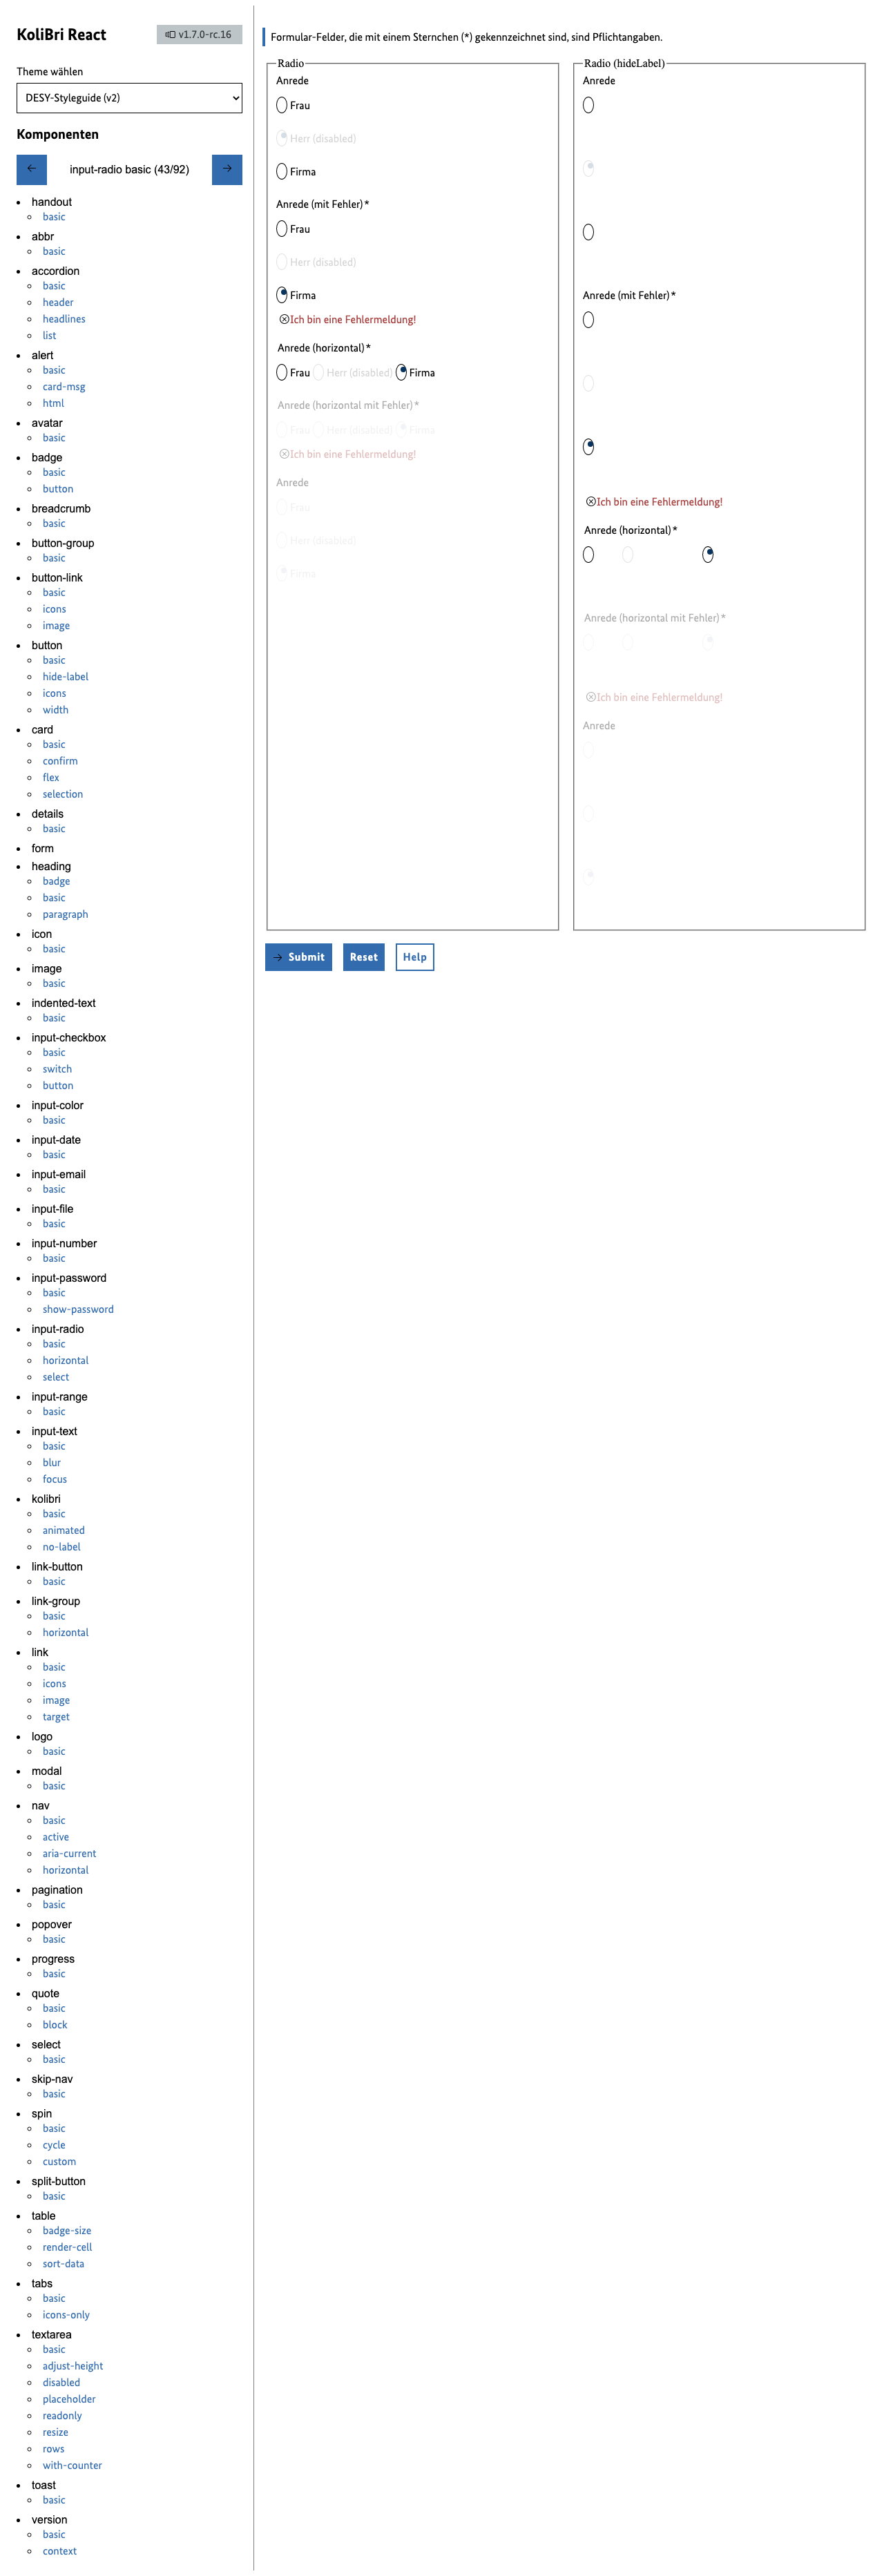 KoliBri React
v1.7.0-rc.16
Theme wählen
DESY-Styleguide (v2)
Komponenten
input-radio basic (43/92)
handout
basic
abbr
basic
accordion
basic
header
headlines
list
alert
basic
card-msg
html
avatar
basic
badge
basic
button
breadcrumb
basic
button-group
basic
button-link
basic
icons
image
button
basic
hide-label
icons
width
card
basic
confirm
flex
selection
details
basic
form
heading
badge
basic
paragraph
icon
basic
image
basic
indented-text
basic
input-checkbox
basic
switch
button
input-color
basic
input-date
basic
input-email
basic
input-file
basic
input-number
basic
input-password
basic
show-password
input-radio
basic
horizontal
select
input-range
basic
input-text
basic
blur
focus
kolibri
basic
animated
no-label
link-button
basic
link-group
basic
horizontal
link
basic
icons
image
target
logo
basic
modal
basic
nav
basic
active
aria-current
horizontal
pagination
basic
popover
basic
progress
basic
quote
basic
block
select
basic
skip-nav
basic
spin
basic
cycle
custom
split-button
basic
table
badge-size
render-cell
sort-data
tabs
basic
icons-only
textarea
basic
adjust-height
disabled
placeholder
readonly
resize
rows
with-counter
toast
basic
version
basic
context
Formular-Felder, die mit einem Sternchen (*) gekennzeichnet sind, sind Pflichtangaben.
Radio
Anrede
Frau
Herr (disabled)
Firma
Anrede (mit Fehler)*
Frau
Herr (disabled)
Firma
Ich bin eine Fehlermeldung!
Anrede (horizontal)*
Frau Herr (disabled) Firma
Anrede (horizontal mit Fehler)*
Frau Herr (disabled) Firma
Ich bin eine Fehlermeldung!
Anrede
Frau
Herr (disabled)
Firma
Radio (hideLabel)
Anrede
Anrede (mit Fehler)*
Ich bin eine Fehlermeldung!
Anrede (horizontal)*
Anrede (horizontal mit Fehler)*
Ich bin eine Fehlermeldung!
Anrede
Submit
Reset
Help